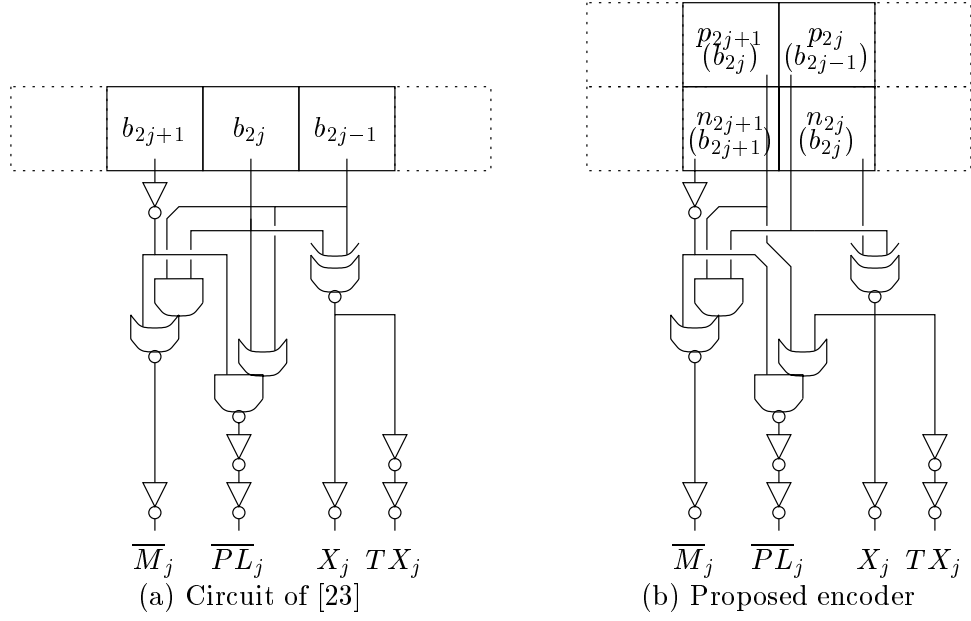 p_{2j+1} p_{2j}
(b_{2j}) (b_{2j-1})
b_{2j+1} b_{2j} b_{2j-1} n_{2j+1} n_{2j}
(b_{2j+1}) (b_{2j})
\overline{M}_j \overline{PL}_j X_j TX_j \overline{M}_j \overline{PL}_j X_j TX_j
(a) Circuit of [23] (b) Proposed encoder